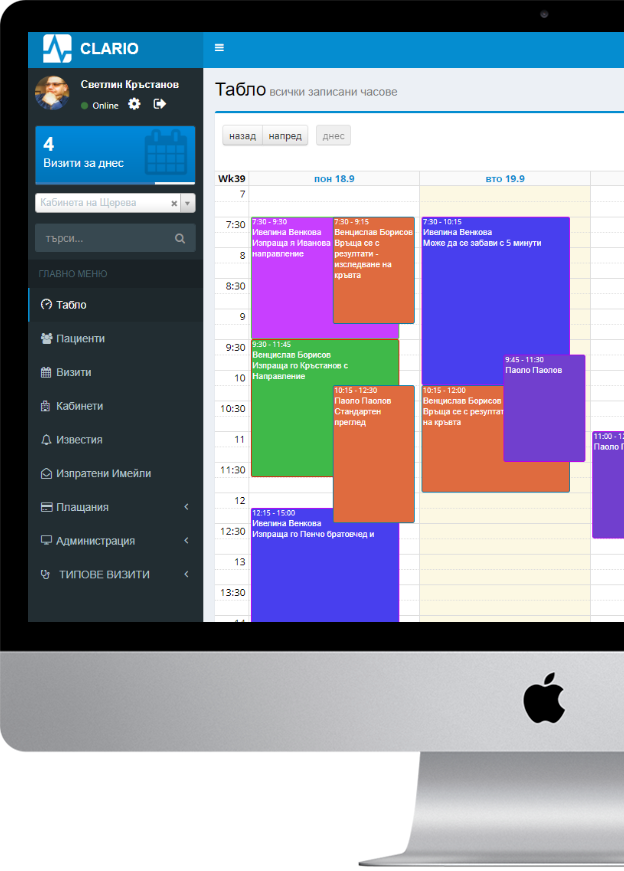 CLARIO
Светлин Кръстанов
Online
4
Визити за днес
Кабинета на Щерева
търси...
ГЛАВНО МЕНЮ
Табло
Пациенти
Визити
Кабинети
Известия
Изпратени Имейли
Плащания
Администрация
ТИПОВЕ ВИЗИТИ
Табло всички записани часове
назад напред днес
Wk39 пон 18.9 вто 19.9
7
7:30
8
8:30
9
9:30
10
10:30
11
11:30
12
12:30
13
13:30
7:30 - 9:30
Ивелина Венкова
Изпраща я Иванова
направление
7:30 - 9:15
Венцислав Борисов
Връща се с
резултати -
изследване на
кръвта
9:30 - 11:45
Венцислав Борисов
Изпраща го Кръстанов с
Направление
10:15 - 12:30
Паоло Паолов
Стандартен
преглед
12:15 - 15:00
Ивелина Венкова
Изпраща го Пенчо братовчед и
7:30 - 10:15
Ивелина Венкова
Може да се забави с 5 минути
9:45 - 11:30
Паоло Паолов
10:15 - 12:00
Венцислав Борисов
Връща се с
на кръвта
11:00
Паоло